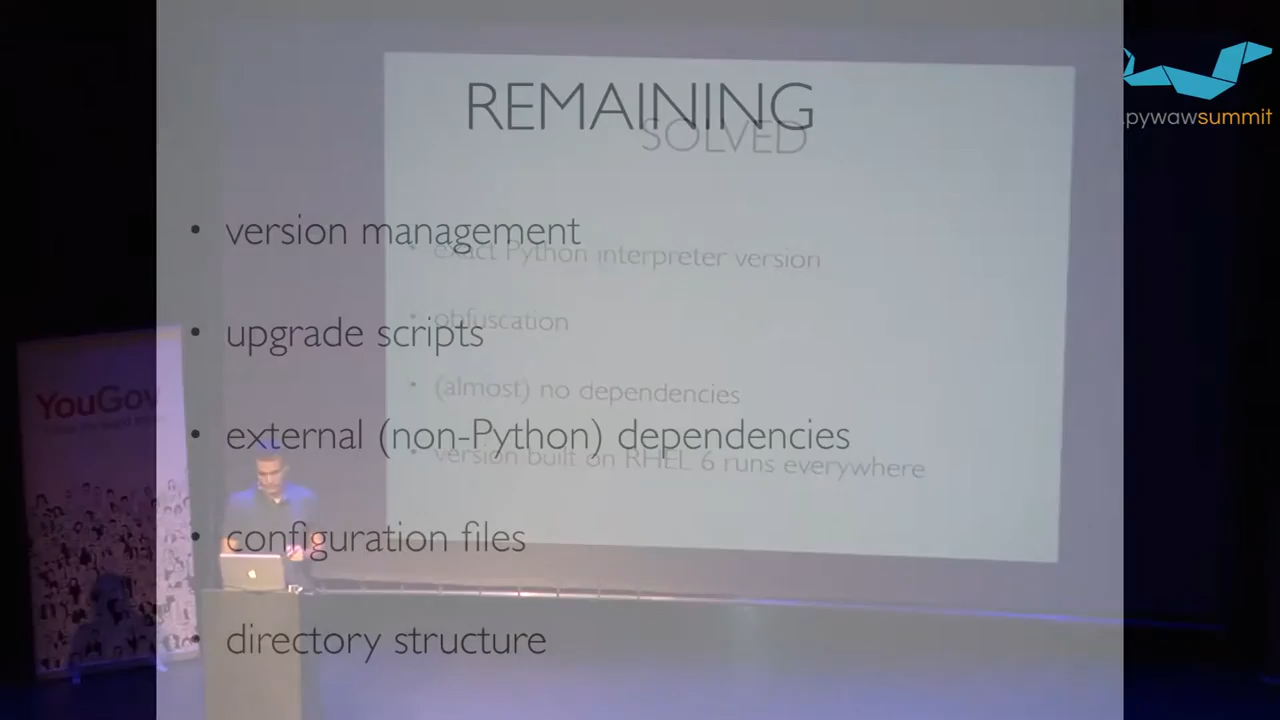 REMAINING
SOLVED
pywawsummit
• version management
• exact Python interpreter version
• upgrade scripts
• obfuscation
• (almost) no dependencies
• external (non-Python) dependencies
• version built on RHEL 6 runs everywhere
• configuration files
• directory structure
YouGov